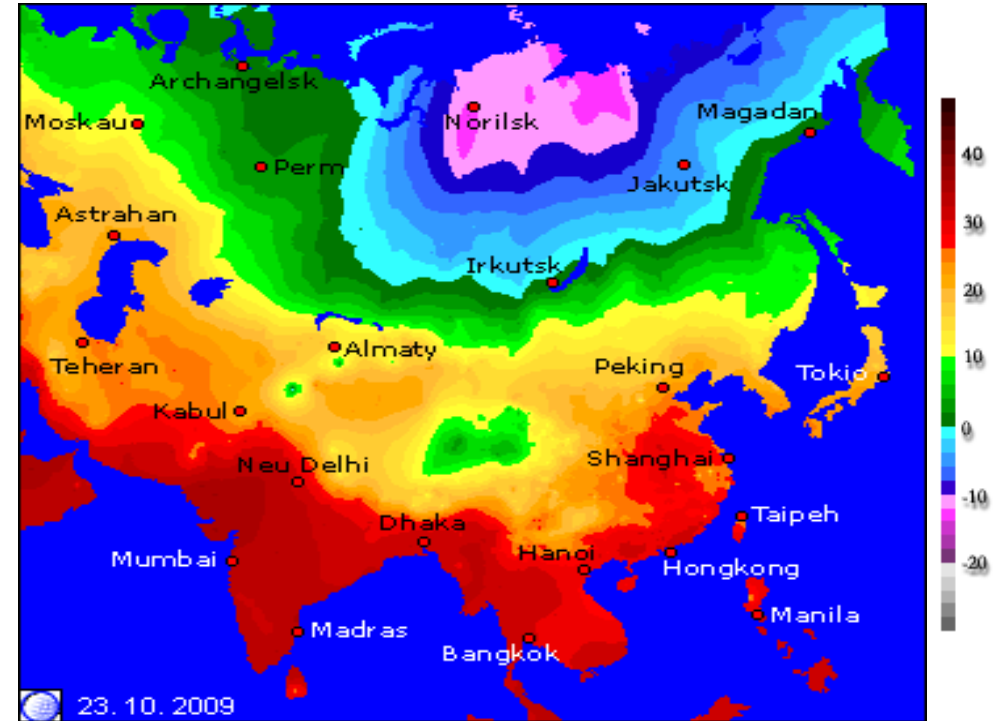 Archangelsk
Moskau
Norilsk
Magadan
Perm
Jakutsk
Astrahan
Irkutsk
Almaty
Teheran
Peking
Tokio
Kabul
Neu Delhi
Shanghai
Dhaka
Taipeh
Hanoi
Mumbai
Hongkong
Manila
Madras
Bangkok
23.10.2009
40
30
20
10
0
-10
-20